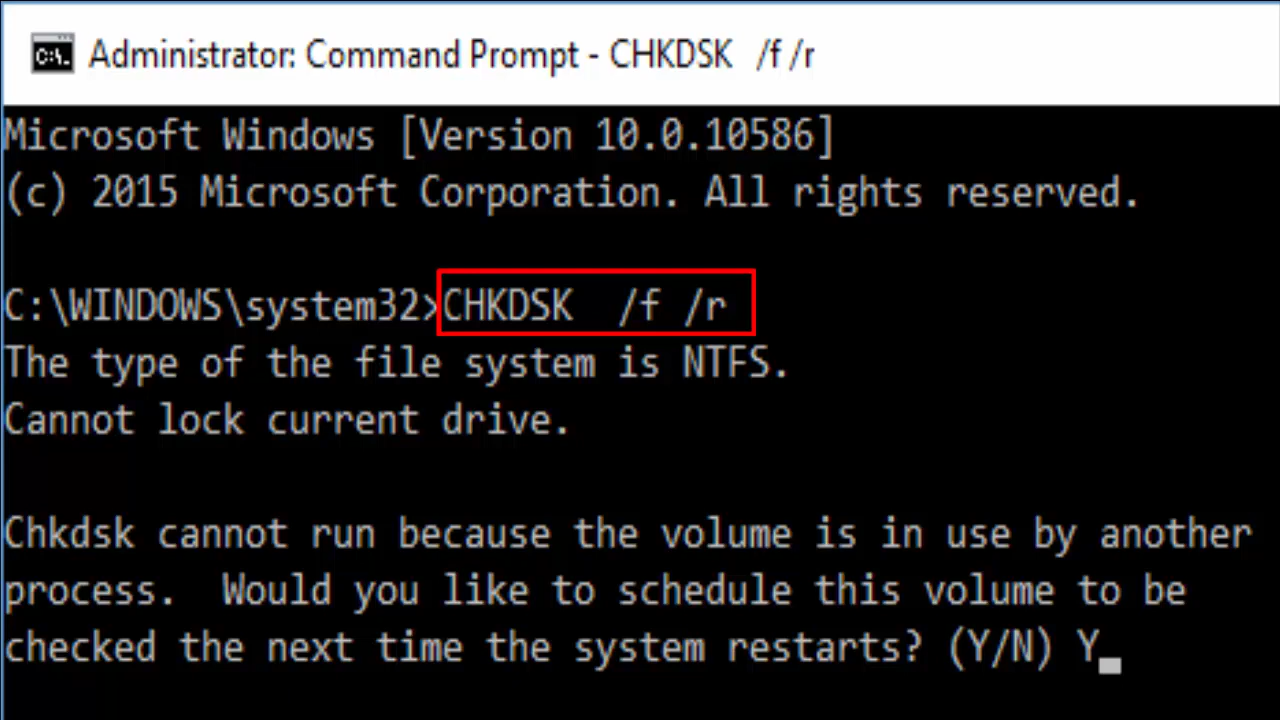 C:\.
Administrator: Command Prompt - CHKDSK  /f /r
Microsoft Windows [Version 10.0.10586]
(c) 2015 Microsoft Corporation. All rights reserved.
C:\WINDOWS\system32>CHKDSK  /f /r
The type of the file system is NTFS.
Cannot lock current drive.
Chkdsk cannot run because the volume is in use by another
process.  Would you like to schedule this volume to be
checked the next time the system restarts? (Y/N) Y